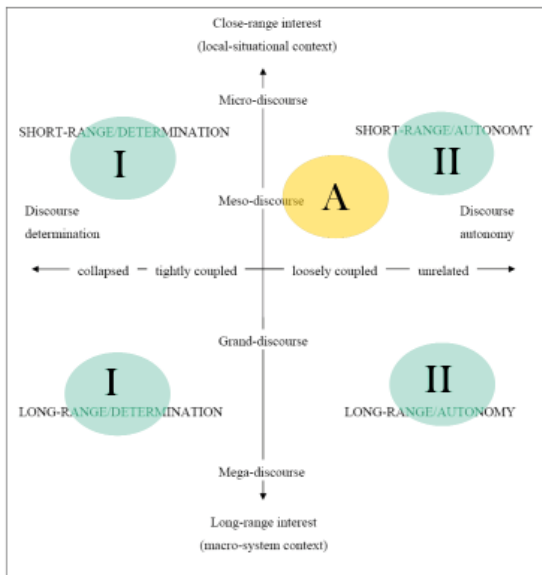 Close-range interest
(local-situational context)
Micro-discourse
SHORT-RANGE/DETERMINATION
SHORT-RANGE/AUTONOMY
I
II
Meso-discourse
A
Discourse
determination
Discourse
autonomy
collapsed
tightly coupled
loosely coupled
unrelated
Grand-discourse
I
II
LONG-RANGE/DETERMINATION
LONG-RANGE/AUTONOMY
Mega-discourse
Long-range interest
(macro-system context)